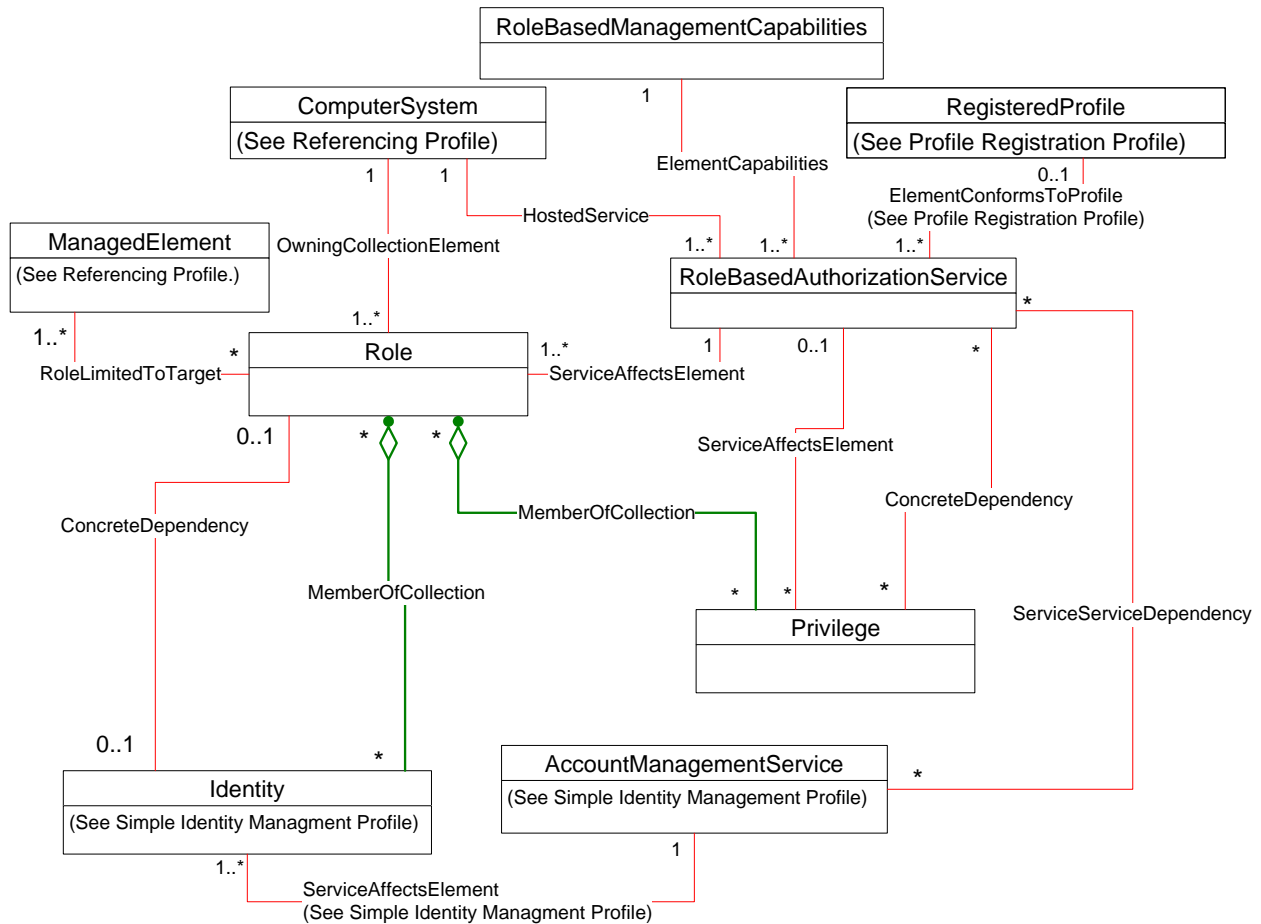 RoleBasedManagementCapabilities
1
ComputerSystem
(See Referencing Profile)
RegisteredProfile
(See Profile Registration Profile)
1
1
ElementCapabilities
0..1
ElementConformsToProfile
(See Profile Registration Profile)
HostedService
ManagedElement
(See Referencing Profile.)
OwningCollectionElement
1..*
1..*
1..*
RoleBasedAuthorizationService
*
1..*
1..*
*
Role
1..*
1
0..1
*
RoleLimitedToTarget
ServiceAffectsElement
0..1
*
*
ServiceAffectsElement
ConcreteDependency
MemberOfCollection
ConcreteDependency
MemberOfCollection
*
*
*
ServiceServiceDependency
Privilege
0..1
*
AccountManagementService
(See Simple Identity Management Profile)
*
Identity
(See Simple Identity Managment Profile)
1..*
1
ServiceAffectsElement
(See Simple Identity Managment Profile)